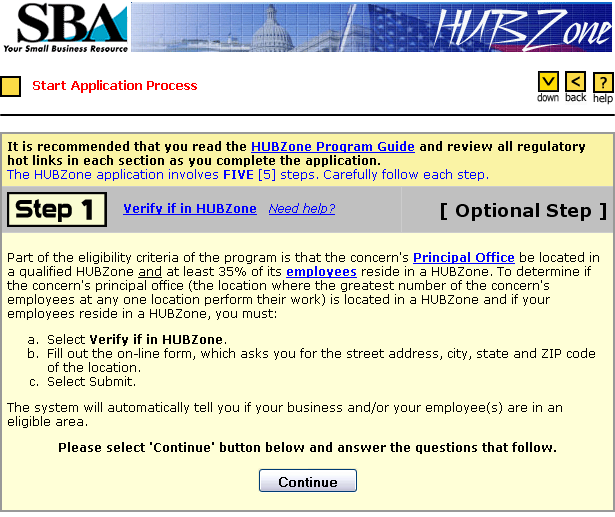 SBA
Your Small Business Resource
HUBZone
Start Application Process
down back help
It is recommended that you read the HUBZone Program Guide and review all regulatory
hot links in each section as you complete the application.
The HUBZone application involves FIVE [5] steps. Carefully follow each step.
Step 1 Verify if in HUBZone Need help? [ Optional Step ]
Part of the eligibility criteria of the program is that the concern's Principal Office be located in
a qualified HUBZone and at least 35% of its employees reside in a HUBZone. To determine if
the concern's principal office (the location where the greatest number of the concern's
employees at any one location perform their work) is located in a HUBZone and if your
employees reside in a HUBZone, you must:
a. Select Verify if in HUBZone.
b. Fill out the on-line form, which asks you for the street address, city, state and ZIP code
of the location.
c. Select Submit.
The system will automatically tell you if your business and/or your employee(s) are in an
eligible area.
Please select 'Continue' button below and answer the questions that follow.
Continue